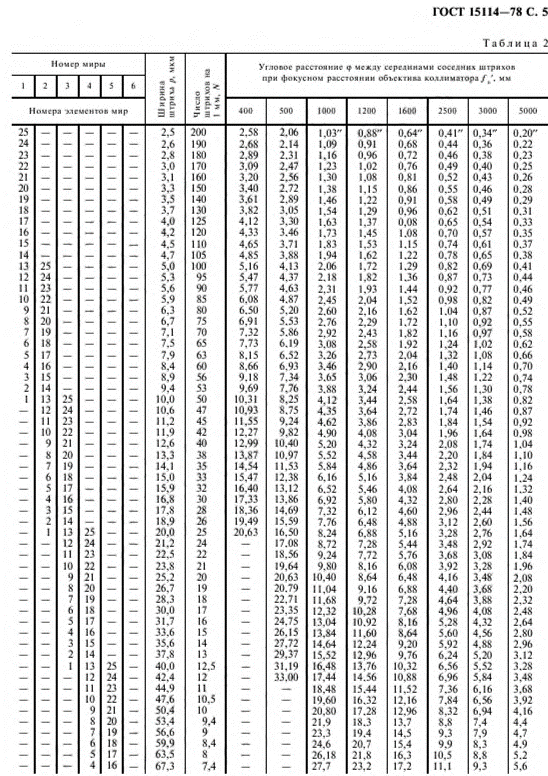 ГОСТ 15114—78 С. 5
Таблица 2
Номер миры
Ширина штриха p, мкм
Число штрихов на 1 мм, N
Угловое расстояние φ между серединами соседних штрихов
при фокусном расстоянии объектива коллиматора f₀′, мм
1 2 3 4 5 6
Номера элементов мир
400 500 1000 1200 1600 2500 3000 5000
25 — — — — — 2,5 200 2,58 2,06 1,03″ 0,88″ 0,64″ 0,41″ 0,34″ 0,20″
24 — — — — — 2,6 190 2,68 2,14 1,09 0,91 0,68 0,44 0,36 0,22
23 — — — — — 2,8 180 2,89 2,31 1,16 0,96 0,72 0,46 0,38 0,23
22 — — — — — 3,0 170 3,09 2,47 1,23 1,02 0,76 0,49 0,40 0,25
21 — — — — — 3,1 160 3,20 2,56 1,30 1,08 0,81 0,52 0,43 0,26
20 — — — — — 3,3 150 3,40 2,72 1,38 1,15 0,86 0,55 0,46 0,28
19 — — — — — 3,5 140 3,61 2,89 1,46 1,22 0,91 0,58 0,49 0,29
18 — — — — — 3,7 130 3,82 3,05 1,54 1,29 0,96 0,62 0,51 0,31
17 — — — — — 4,0 125 4,12 3,30 1,63 1,37 0,08 0,65 0,54 0,33
16 — — — — — 4,2 120 4,33 3,46 1,73 1,45 1,08 0,70 0,57 0,35
15 — — — — — 4,5 110 4,65 3,71 1,83 1,53 1,15 0,74 0,61 0,37
14 — — — — — 4,7 105 4,85 3,88 1,94 1,62 1,22 0,78 0,65 0,38
13 25 — — — — 5,0 100 5,16 4,13 2,06 1,72 1,29 0,82 0,69 0,41
12 24 — — — — 5,3 95 5,47 4,37 2,18 1,82 1,36 0,87 0,73 0,44
11 23 — — — — 5,6 90 5,77 4,63 2,31 1,93 1,44 0,92 0,77 0,46
10 22 — — — — 5,9 85 6,08 4,87 2,45 2,04 1,52 0,98 0,82 0,49
9 21 — — — — 6,3 80 6,50 5,20 2,60 2,16 1,62 1,04 0,87 0,52
8 20 — — — — 6,7 75 6,91 5,53 2,76 2,29 1,72 1,10 0,92 0,55
7 19 — — — — 7,1 70 7,32 5,86 2,92 2,43 1,82 1,16 0,97 0,58
6 18 — — — — 7,5 65 7,73 6,19 3,08 2,58 1,92 1,24 1,02 0,62
5 17 — — — — 7,9 63 8,15 6,52 3,26 2,73 2,04 1,32 1,08 0,66
4 16 — — — — 8,4 60 8,66 6,93 3,46 2,90 2,16 1,40 1,14 0,70
3 15 — — — — 8,9 56 9,18 7,34 3,65 3,06 2,30 1,48 1,22 0,74
2 14 — — — — 9,4 53 9,69 7,76 3,88 3,24 2,44 1,56 1,30 0,78
1 13 25 — — — 10,0 50 10,31 8,25 4,12 3,44 2,58 1,64 1,38 0,82
12 24 — — — 10,6 47 10,93 8,75 4,35 3,64 2,72 1,74 1,46 0,87
11 23 — — — 11,2 45 11,55 9,24 4,62 3,86 2,83 1,84 1,54 0,92
10 22 — — — 11,9 42 12,27 9,82 4,90 4,08 3,04 1,96 1,64 0,98
9 21 — — — 12,6 40 12,99 10,40 5,20 4,32 3,24 2,08 1,74 1,04
8 20 — — — 13,3 38 13,87 10,97 5,52 4,58 3,44 2,20 1,84 1,10
7 19 — — — 14,1 35 14,54 11,53 5,84 4,86 3,64 2,32 1,94 1,16
6 18 — — — 15,0 33 15,47 12,38 6,16 5,16 3,84 2,48 2,04 1,24
5 17 — — — 15,9 32 16,40 13,12 6,52 5,46 4,08 2,64 2,16 1,32
4 16 — — — 16,8 30 17,33 13,86 6,92 5,80 4,32 2,80 2,28 1,40
3 15 — — — 17,8 28 18,36 14,69 7,32 6,12 4,60 2,96 2,44 1,48
2 14 — — — 18,9 26 19,49 15,59 7,76 6,48 4,88 3,12 2,60 1,56
1 13 25 — — 20,0 25 20,63 16,50 8,24 6,88 5,16 3,28 2,76 1,64
12 24 — — 21,2 24 — 17,08 8,72 7,28 5,44 3,48 2,92 1,74
11 23 — — 22,5 22 — 18,56 9,24 7,72 5,76 3,68 3,08 1,84
10 22 — — 23,8 21 — 19,64 9,80 8,16 6,08 3,92 3,28 1,96
9 21 — — 25,2 20 — 20,63 10,40 8,64 6,48 4,16 3,48 2,08
8 20 — — 26,7 19 — 20,79 11,04 9,16 6,88 4,40 3,68 2,20
7 19 — — 28,3 18 — 22,71 11,68 9,72 7,28 4,64 3,88 2,32
6 18 — — 30,0 17 — 23,35 12,32 10,28 7,68 4,96 4,08 2,48
5 17 — — 31,7 16 — 24,75 13,04 10,92 8,16 5,28 4,32 2,64
4 16 — — 33,6 15 — 26,15 13,84 11,60 8,64 5,60 4,56 2,80
3 15 — — 35,6 14 — 27,72 14,64 12,24 9,20 5,92 4,88 2,96
2 14 — — 37,8 13 — 29,37 15,52 12,96 9,76 6,24 5,20 3,12
1 13 25 — 40,0 12,5 — 31,19 16,48 13,76 10,32 6,56 5,52 3,28
12 24 — 42,4 12 — 33,00 17,44 14,56 10,88 6,96 5,84 3,48
11 23 — 44,9 11 — — 18,48 15,44 11,52 7,36 6,16 3,68
10 22 — 47,6 10,5 — — 19,60 16,32 12,16 7,84 6,56 3,92
9 21 — 50,4 10 — — 20,80 17,28 12,96 8,32 6,94 4,16
8 20 — 53,4 9,4 — — 21,9 18,3 13,7 8,8 7,4 4,4
7 19 — 56,6 9 — — 23,3 19,4 14,5 9,3 7,7 4,7
6 18 — 59,9 8,4 — — 24,6 20,7 15,4 9,9 8,3 4,9
5 17 — 63,5 8 — — 26,18 21,8 16,3 10,5 8,8 5,2
4 16 — 67,3 7,4 — — 27,7 23,2 17,2 11,1 9,3 5,6